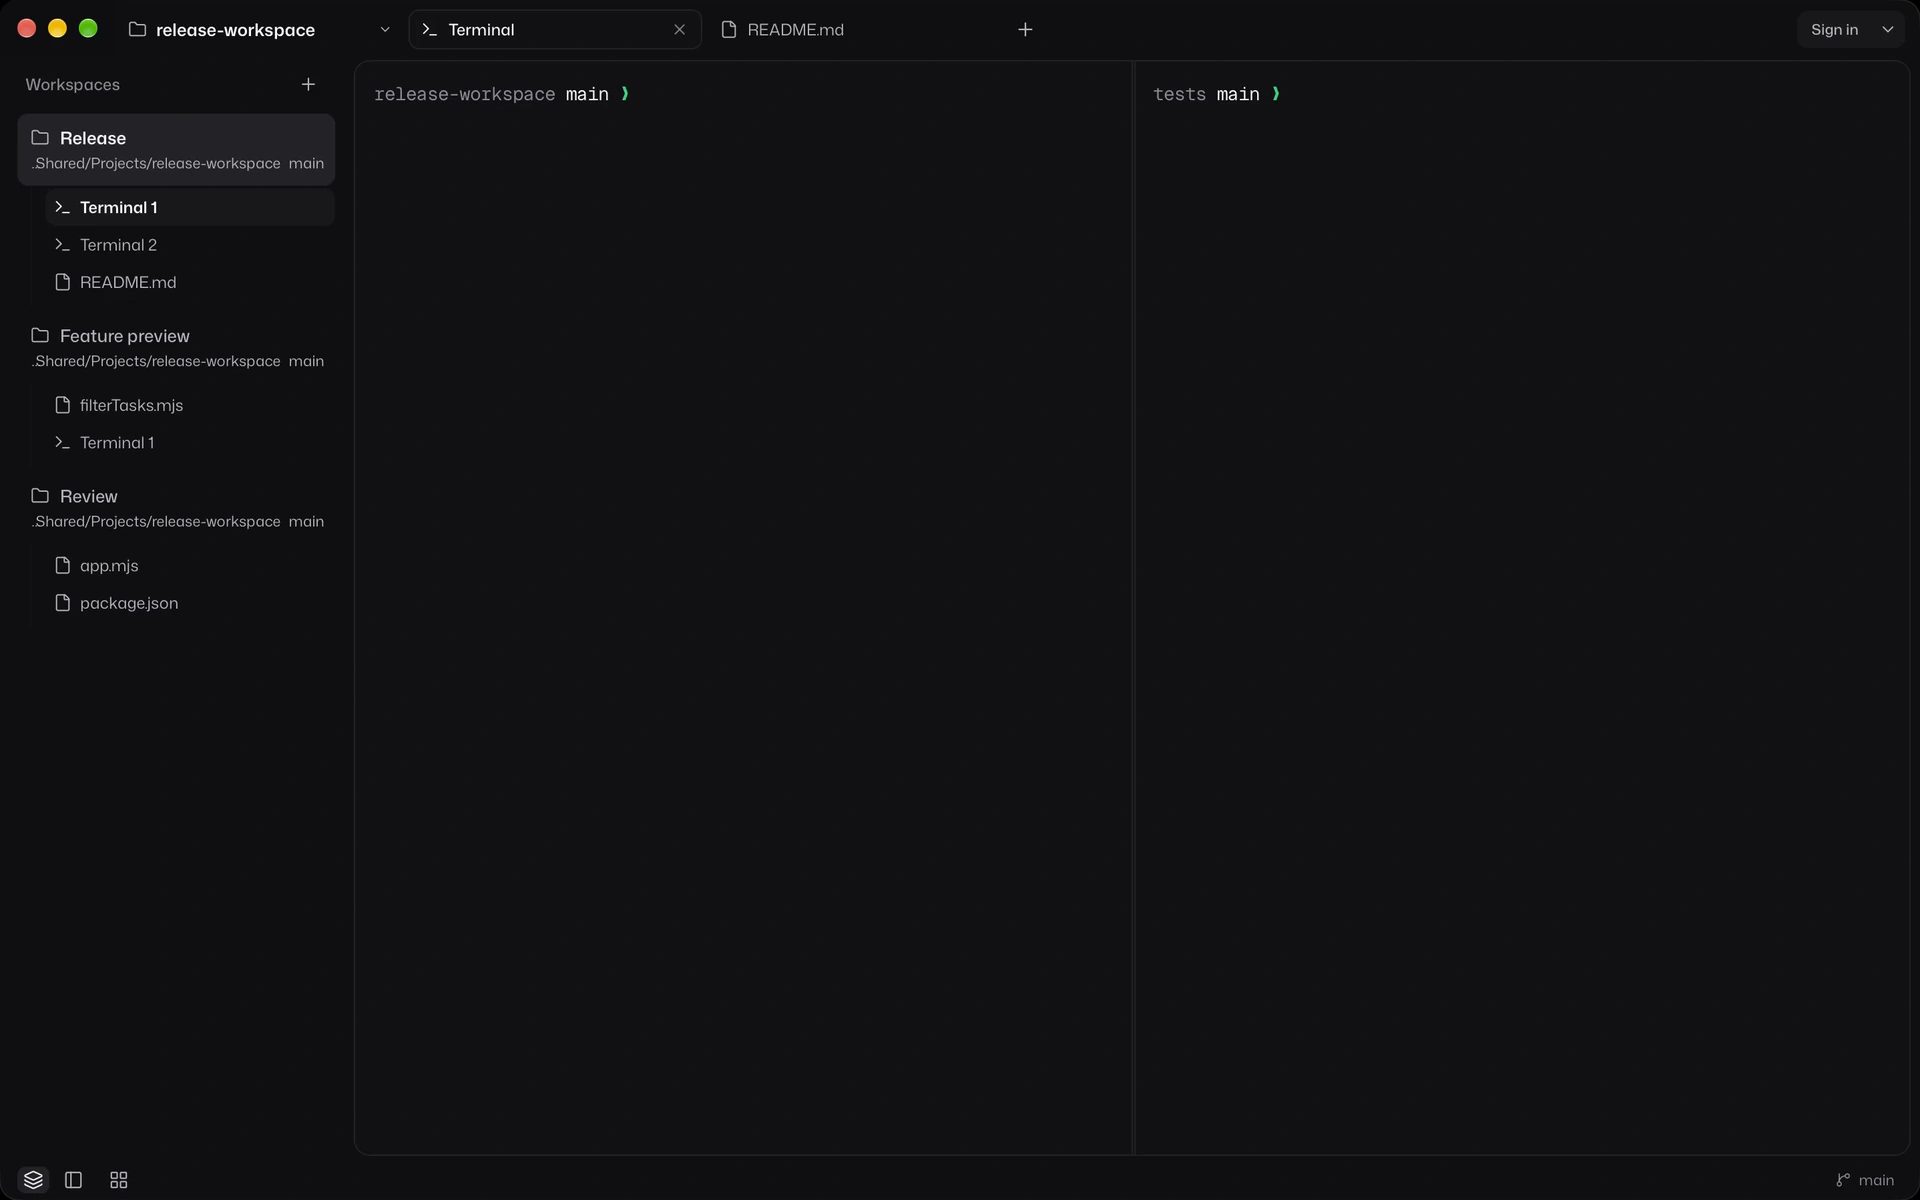 release-workspace
Terminal
README.md
Sign in
Workspaces
Release
..Shared/Projects/release-workspace main
Terminal 1
Terminal 2
README.md
Feature preview
..Shared/Projects/release-workspace main
filterTasks.mjs
Terminal 1
Review
..Shared/Projects/release-workspace main
app.mjs
package.json
release-workspace main ❯
tests main ❯
main